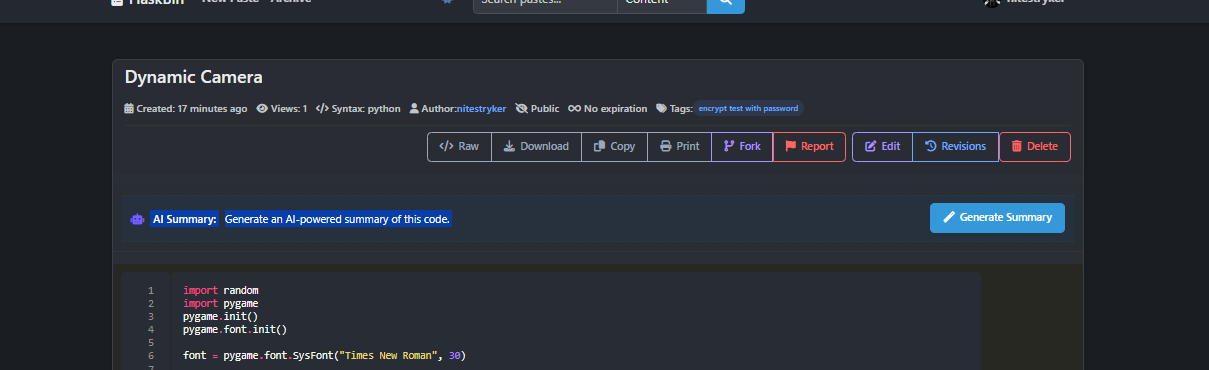 FlaskBin New Paste Archive Search pastes... Content nitestryker
Dynamic Camera
Created: 17 minutes ago Views: 1 </> Syntax: python Author:nitestryker Public No expiration Tags: encrypt test with password
</> Raw Download Copy Print Fork Report Edit Revisions Delete
AI Summary: Generate an AI-powered summary of this code. Generate Summary
1 import random
2 import pygame
3 pygame.init()
4 pygame.font.init()
5
6 font = pygame.font.SysFont("Times New Roman", 30)
7